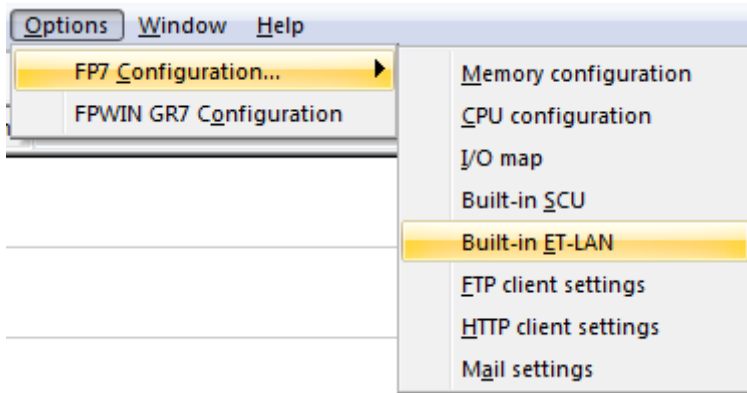 Options Window Help
FP7 Configuration...
FPWIN GR7 Configuration
Memory configuration
CPU configuration
I/O map
Built-in SCU
Built-in ET-LAN
FTP client settings
HTTP client settings
Mail settings